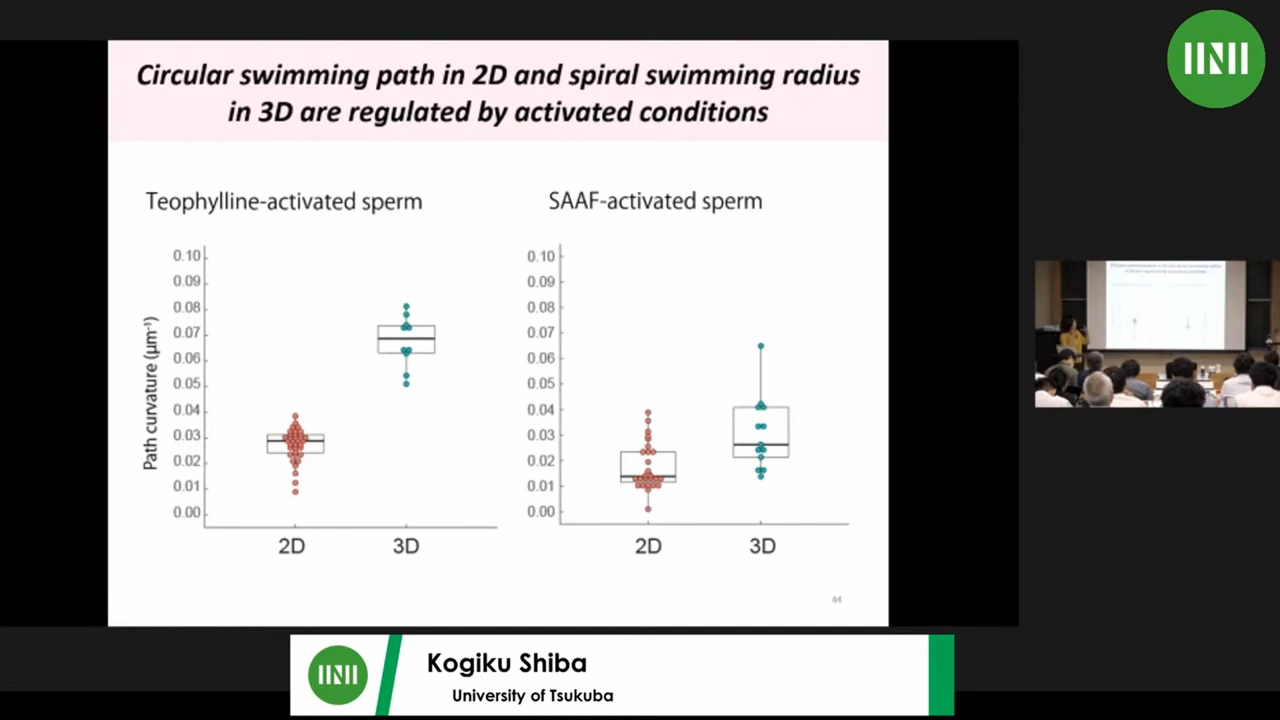 Circular swimming path in 2D and spiral swimming radius
in 3D are regulated by activated conditions
Teophylline-activated sperm
SAAF-activated sperm
Path curvature (μm⁻¹)
0.10
0.09
0.08
0.07
0.06
0.05
0.04
0.03
0.02
0.01
0.00
2D
3D
0.10
0.09
0.08
0.07
0.06
0.05
0.04
0.03
0.02
0.01
0.00
2D
3D
44
Kogiku Shiba
University of Tsukuba